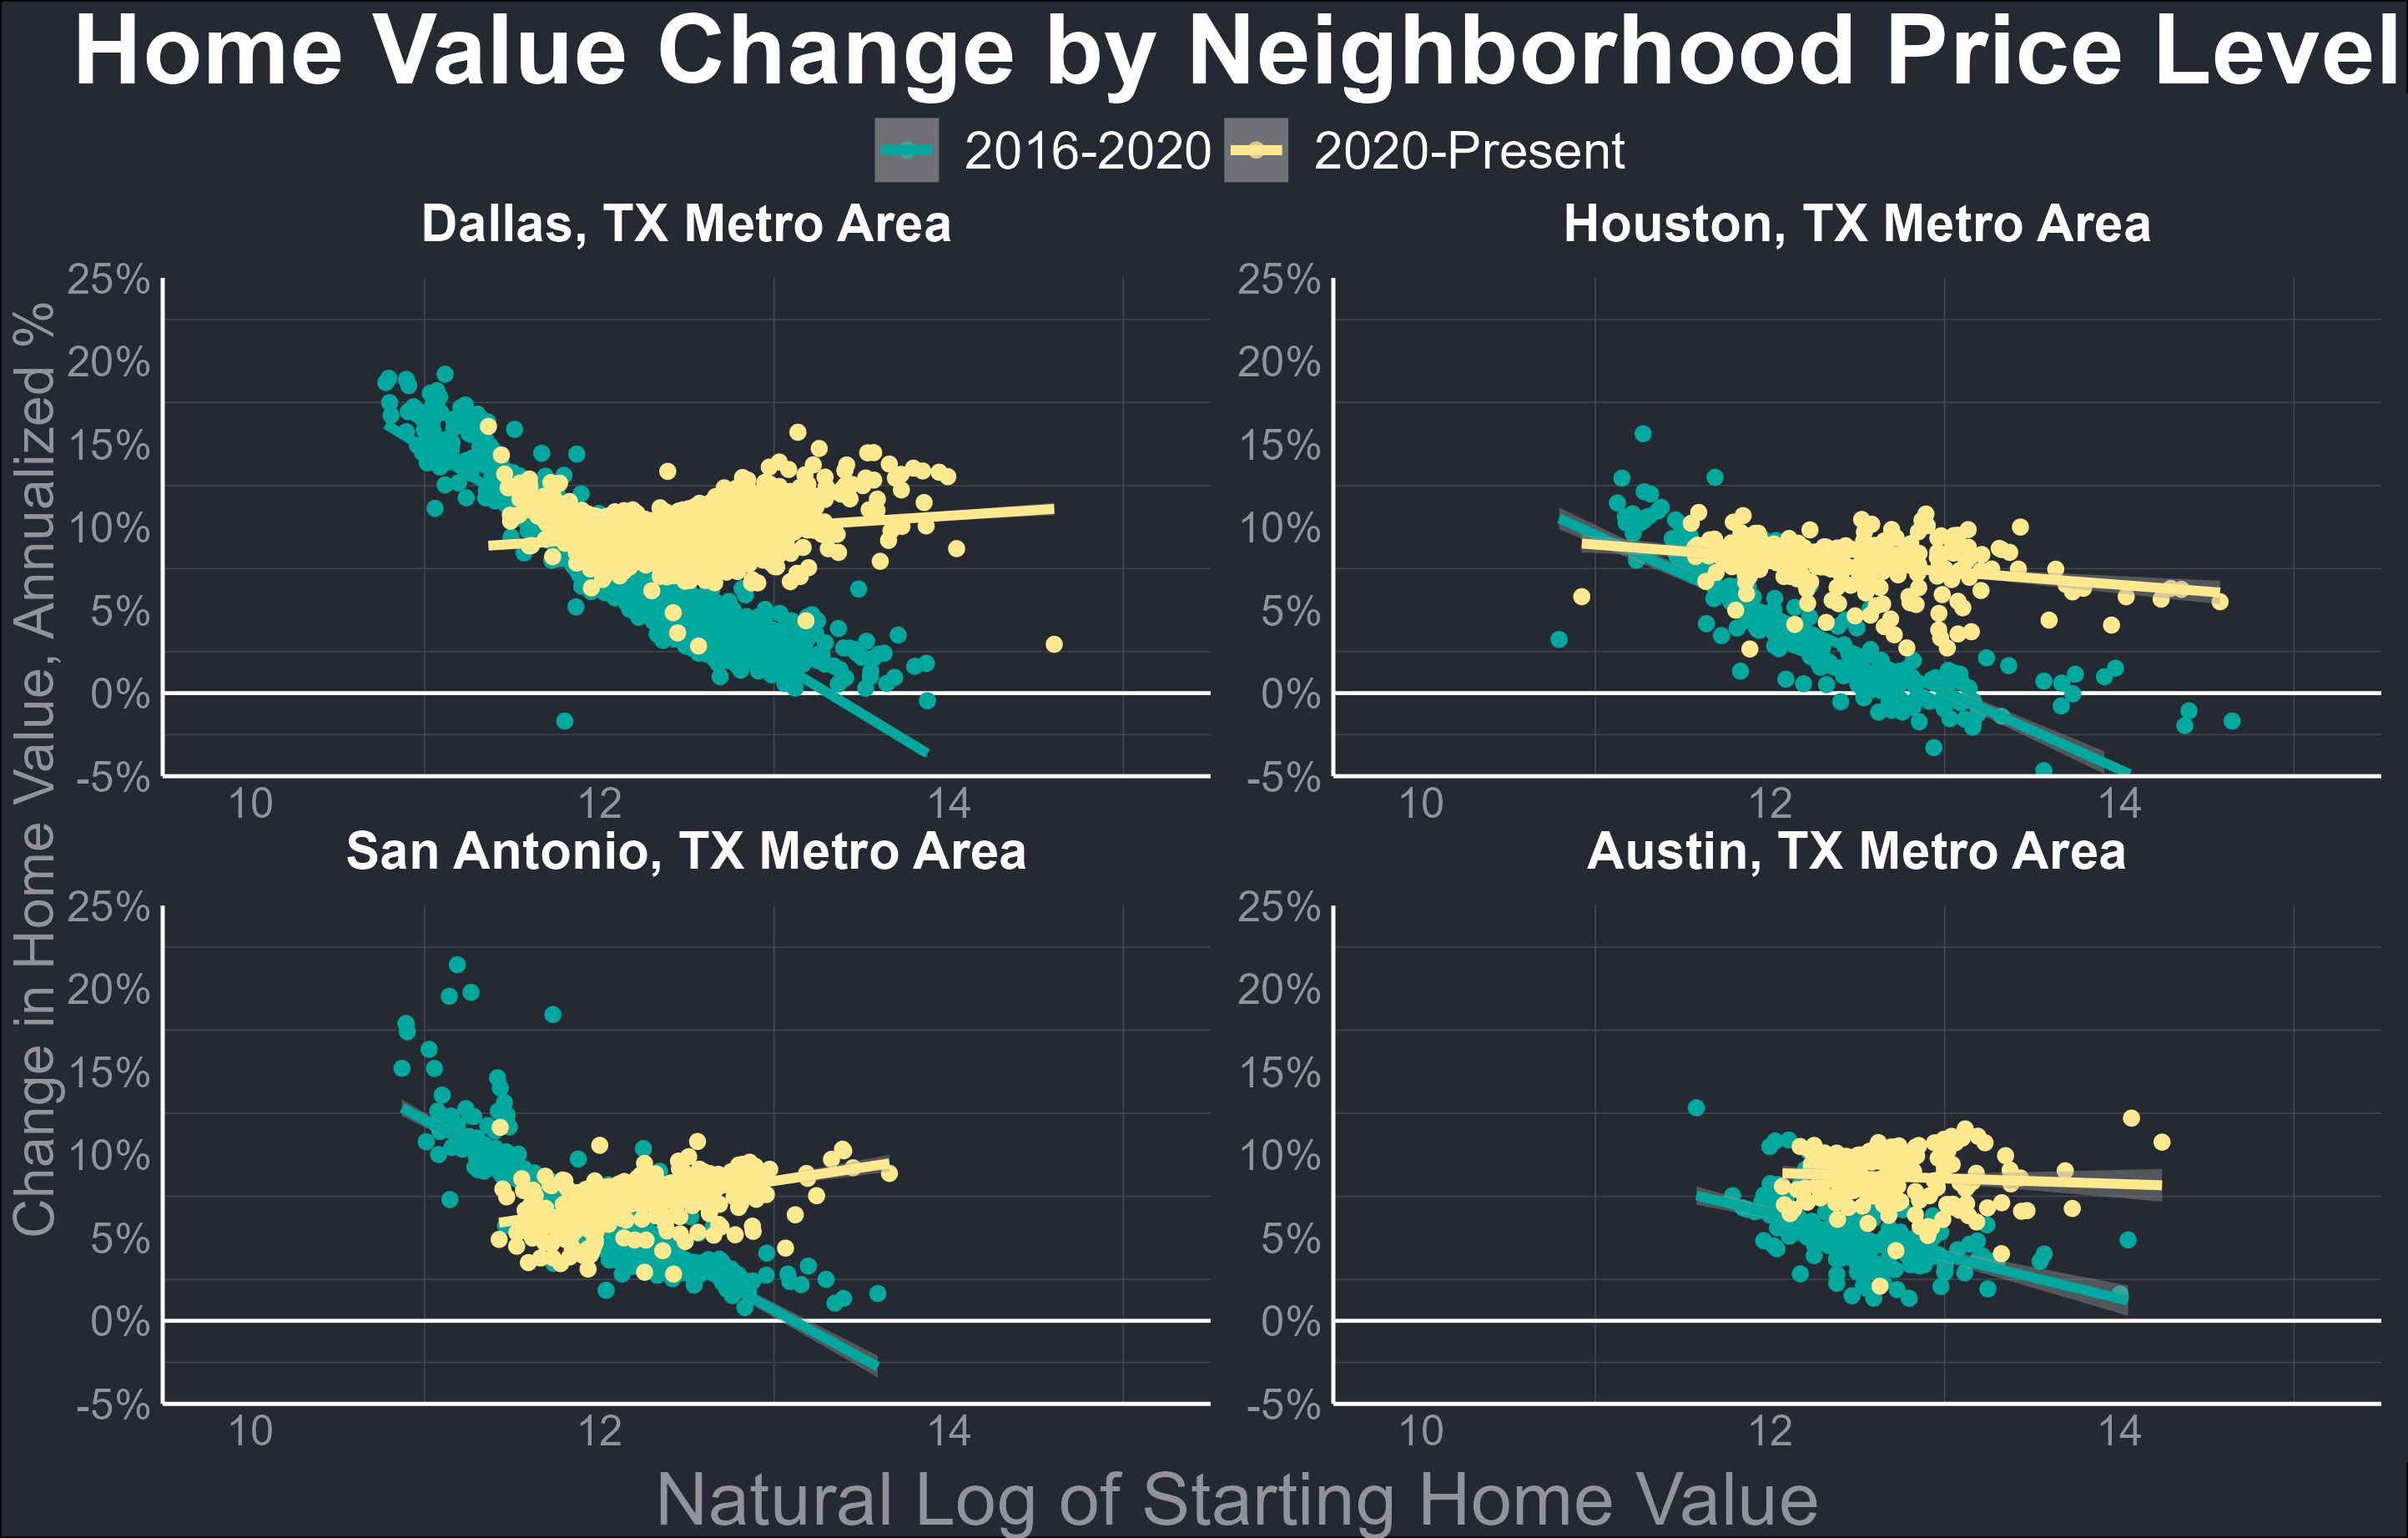 Home Value Change by Neighborhood Price Level
2016-2020 2020-Present
Dallas, TX Metro Area
Houston, TX Metro Area
Change in Home Value, Annualized %
25%
20%
15%
10%
5%
0%
-5%
10 12 14
25%
20%
15%
10%
5%
0%
-5%
10 12 14
San Antonio, TX Metro Area
Austin, TX Metro Area
25%
20%
15%
10%
5%
0%
-5%
10 12 14
25%
20%
15%
10%
5%
0%
-5%
10 12 14
Natural Log of Starting Home Value